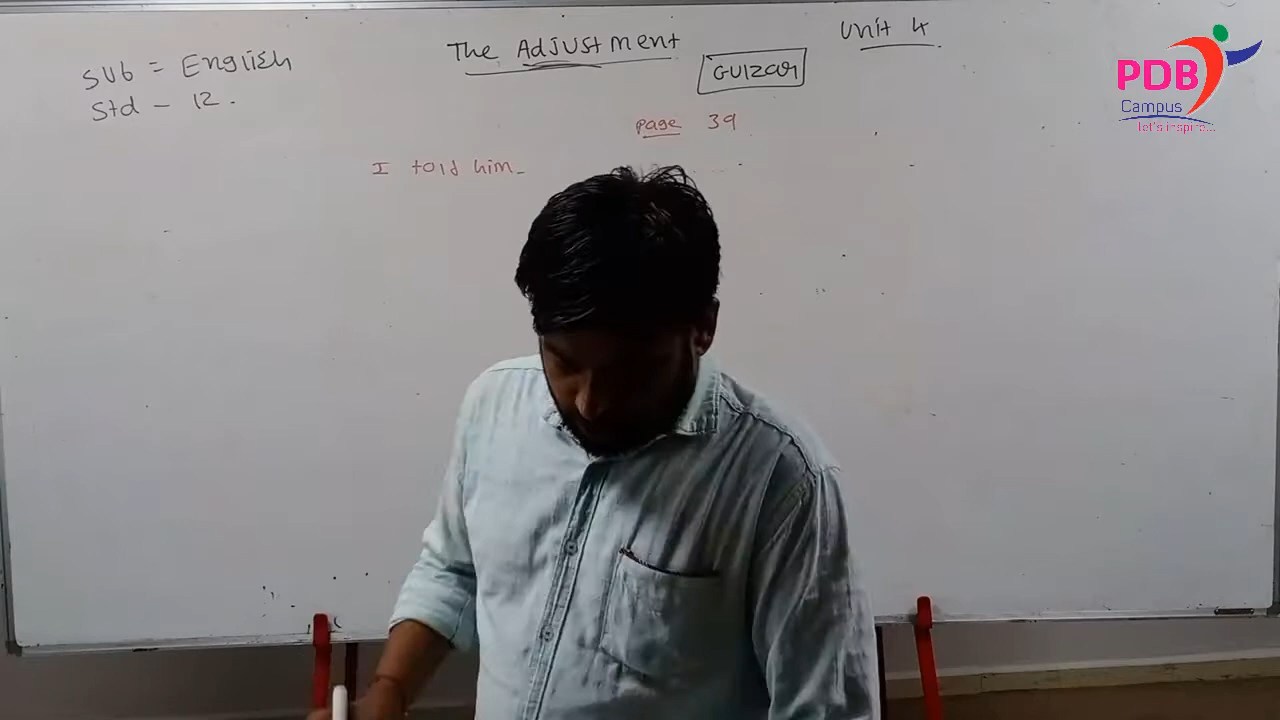 The Adjustment
Unit 4
Sub = English
Std - 12.
GUlzar
page 39
I told him_
PDB
Campus
let's inspire...